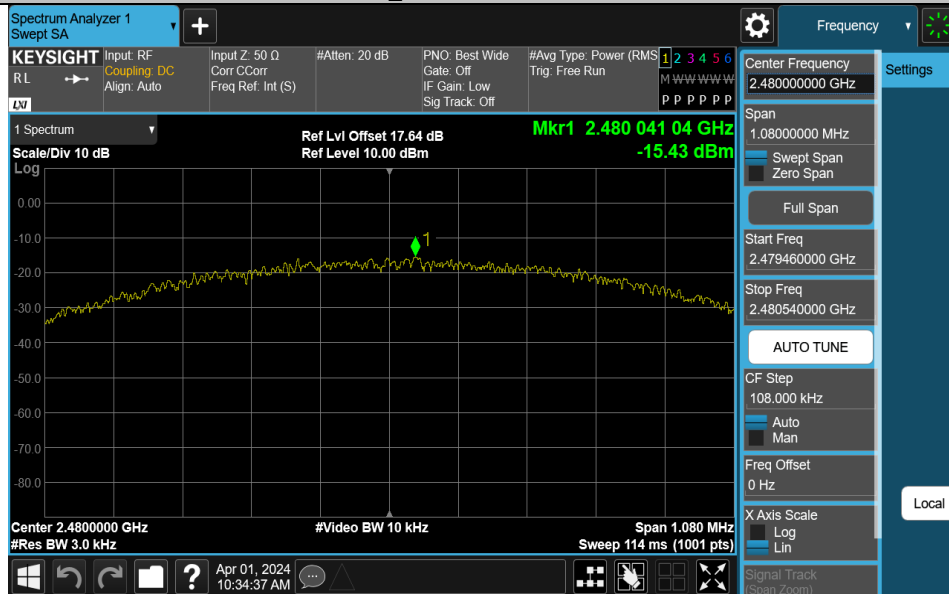 Spectrum Analyzer 1
Swept SA
+
Frequency
KEYSIGHT
RL
LXI
Input: RF
Coupling: DC
Align: Auto
Input Z: 50 Ω
Corr CCorr
Freq Ref: Int (S)
#Atten: 20 dB
PNO: Best Wide
Gate: Off
IF Gain: Low
Sig Track: Off
#Avg Type: Power (RMS
Trig: Free Run
1 2 3 4 5 6
M W W W W W
P P P P P P
1 Spectrum
Scale/Div 10 dB
Log
Ref Lvl Offset 17.64 dB
Ref Level 10.00 dBm
Mkr1 2.480 041 04 GHz
-15.43 dBm
0.00
-10.0
-20.0
-30.0
-40.0
-50.0
-60.0
-70.0
-80.0
1
Center 2.4800000 GHz
#Res BW 3.0 kHz
#Video BW 10 kHz
Span 1.080 MHz
Sweep 114 ms (1001 pts)
Center Frequency
2.480000000 GHz
Span
1.08000000 MHz
Swept Span
Zero Span
Full Span
Start Freq
2.479460000 GHz
Stop Freq
2.480540000 GHz
AUTO TUNE
CF Step
108.000 kHz
Auto
Man
Freq Offset
0 Hz
X Axis Scale
Log
Lin
Signal Track
(Span Zoom)
Settings
Local
?
Apr 01, 2024
10:34:37 AM